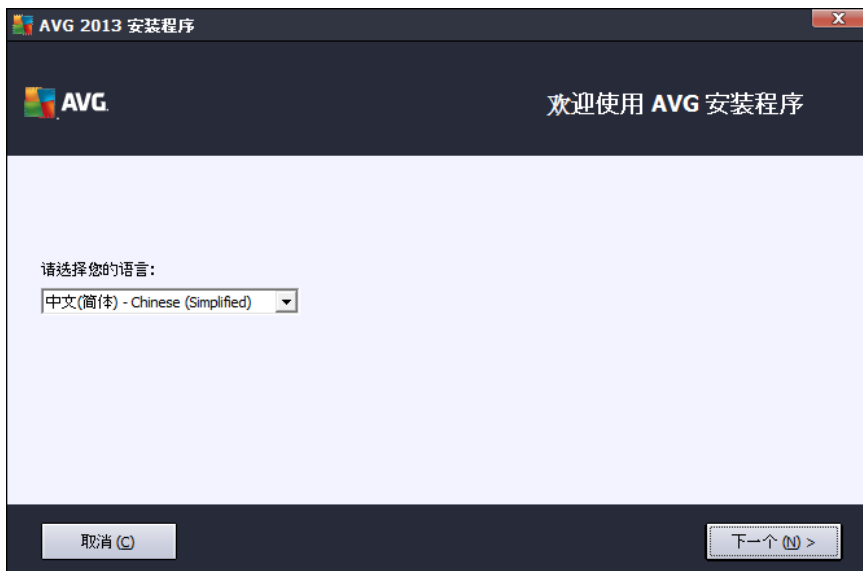 AVG 2013 安装程序
AVG.
欢迎使用 AVG 安装程序
请选择您的语言:
中文(简体) - Chinese (Simplified)
取消 (C)
下一个 (N) >